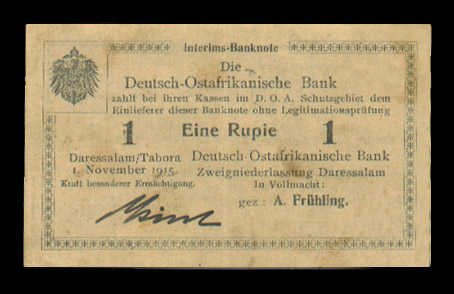 Interims-Banknote
Die
Deutsch-Ostafrikanische Bank
zahlt bei ihren Kassen im D. O. A. Schutzgebiet dem
Einlieferer dieser Banknote ohne Legitimationsprüfung
1 Eine Rupie 1
Daressalam/Tabora Deutsch-Ostafrikanische Bank
1. November 1915. Zweigniederlassung Daressalam
Kraft besonderer Ermächtigung. In Vollmacht:
gez : A. Frühling.